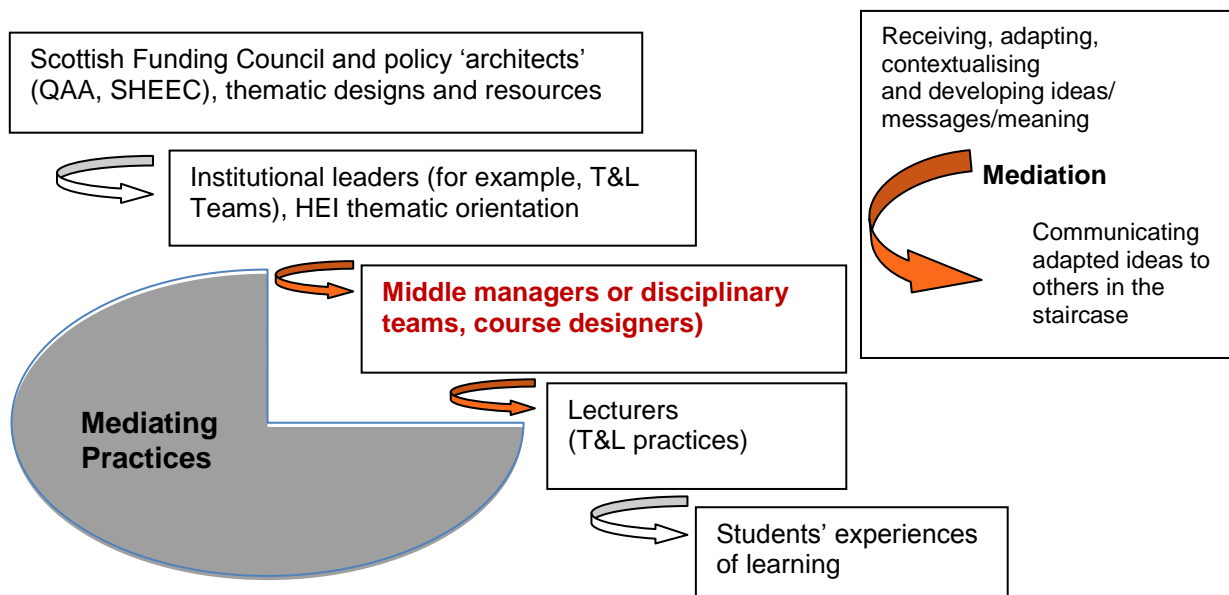 Scottish Funding Council and policy ‘architects’
(QAA, SHEEC), thematic designs and resources
Institutional leaders (for example, T&L
Teams), HEI thematic orientation
Middle managers or disciplinary
teams, course designers)
Lecturers
(T&L practices)
Students’ experiences
of learning
Mediating
Practices
Receiving, adapting,
contextualising
and developing ideas/
messages/meaning
Mediation
Communicating
adapted ideas to
others in the
staircase